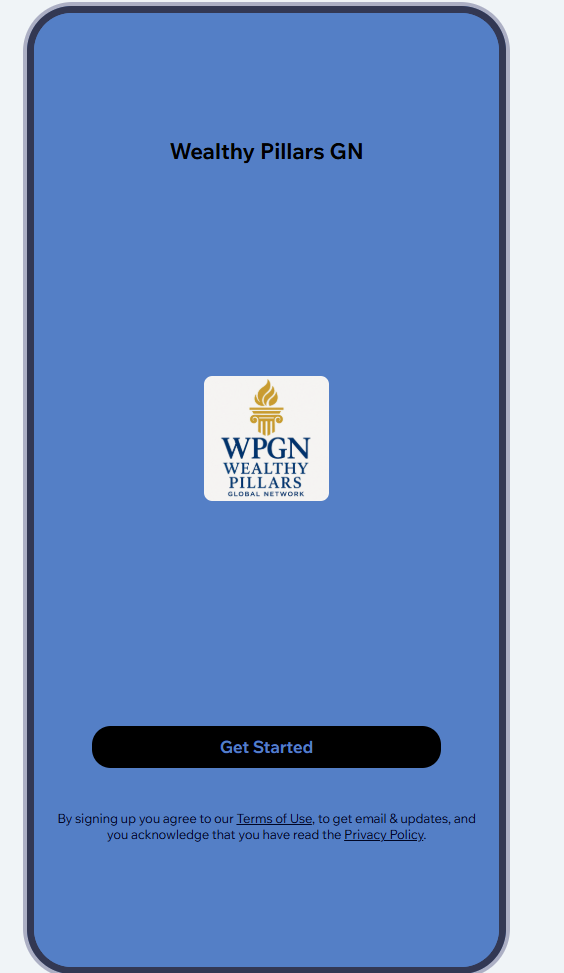 Wealthy Pillars GN
WPGN
WEALTHY
PILLARS
GLOBAL NETWORK
Get Started
By signing up you agree to our Terms of Use, to get email & updates, and
you acknowledge that you have read the Privacy Policy.